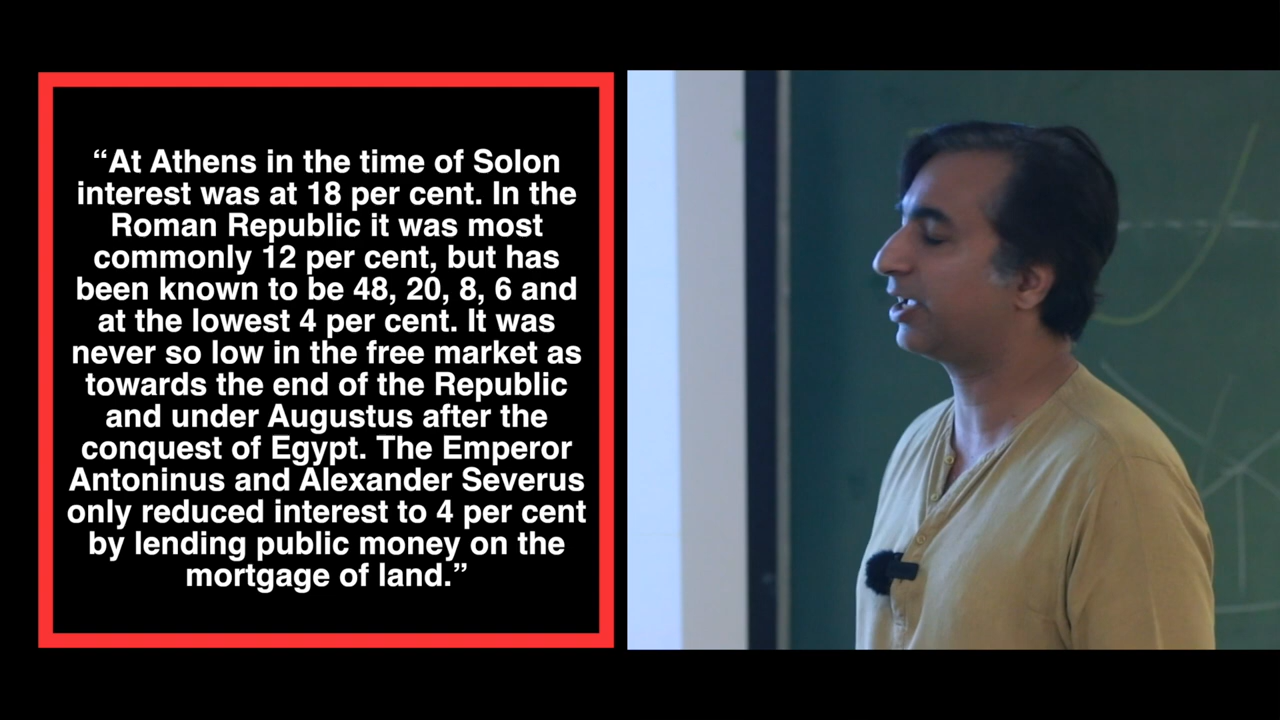 “At Athens in the time of Solon
interest was at 18 per cent. In the
Roman Republic it was most
commonly 12 per cent, but has
been known to be 48, 20, 8, 6 and
at the lowest 4 per cent. It was
never so low in the free market as
towards the end of the Republic
and under Augustus after the
conquest of Egypt. The Emperor
Antoninus and Alexander Severus
only reduced interest to 4 per cent
by lending public money on the
mortgage of land.”